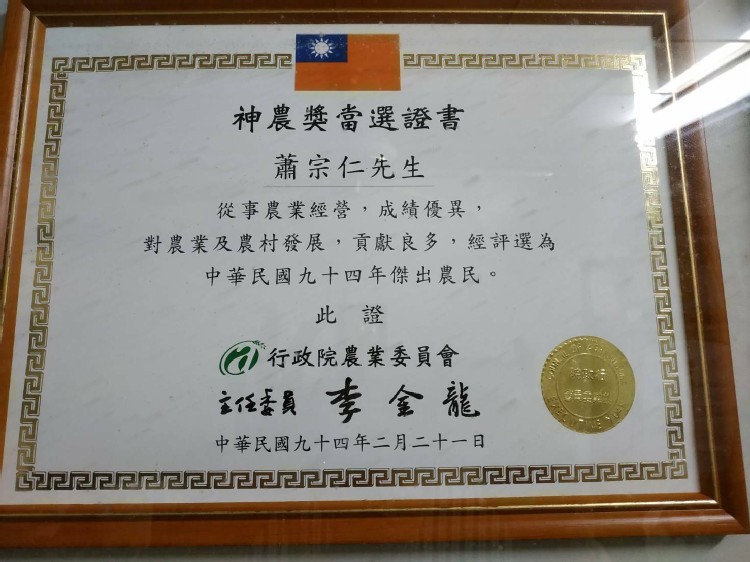 神農獎當選證書
蕭宗仁先生
從事農業經營，成績優異，
對農業及農村發展，貢獻良多，經評選為
中華民國九十四年傑出農民。
此證
行政院農業委員會
主任委員 李金龍
中華民國九十四年二月二十一日